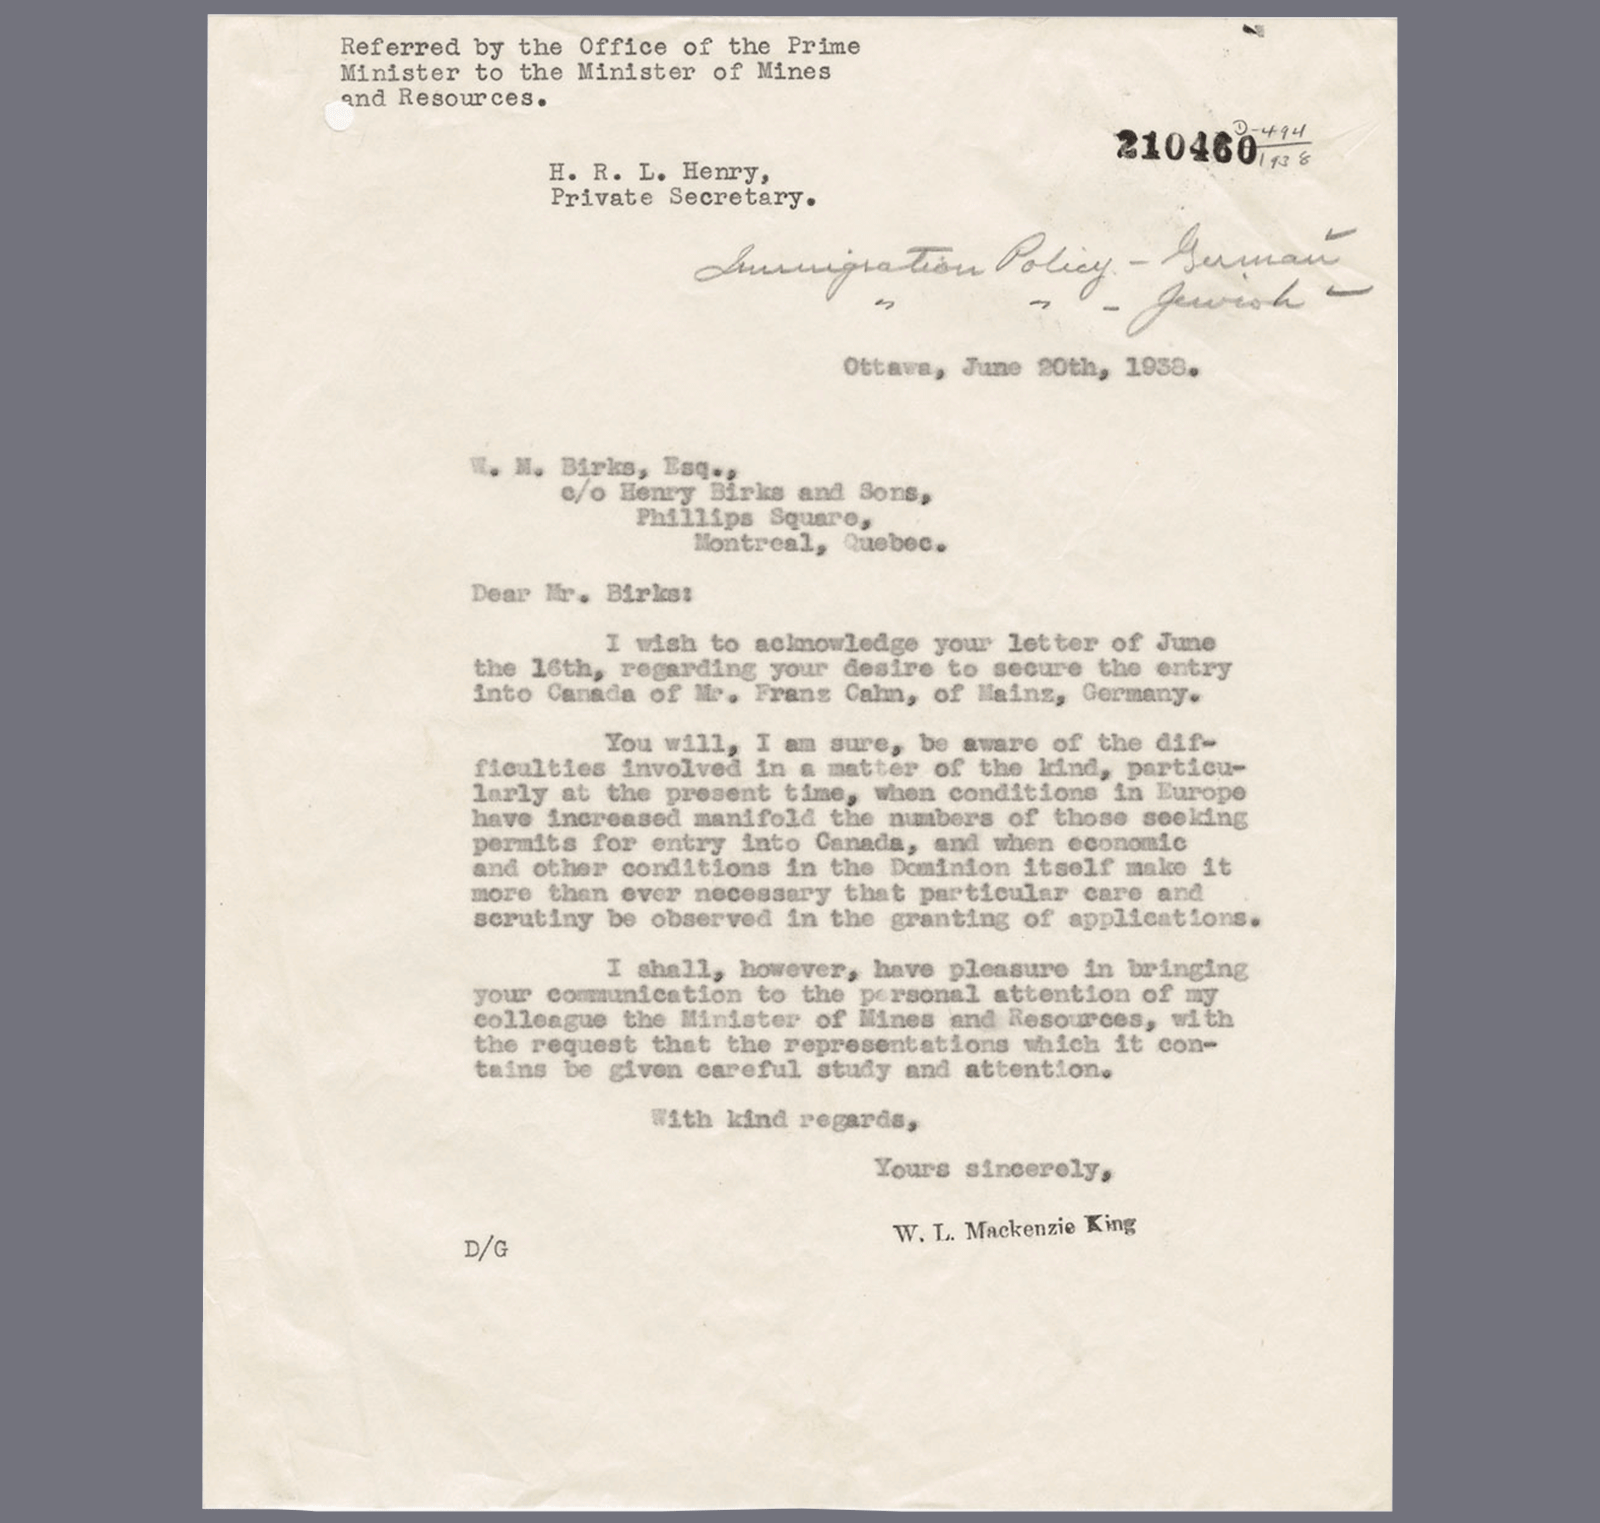 Referred by the Office of the Prime
Minister to the Minister of Mines
and Resources.
210460
D-494
1938
H. R. L. Henry,
Private Secretary.
Immigration Policy - German
" " - Jewish
Ottawa, June 20th, 1938.
W. M. Birks, Esq.,
c/o Henry Birks and Sons,
Phillips Square,
Montreal, Quebec.
Dear Mr. Birks:
I wish to acknowledge your letter of June
the 16th, regarding your desire to secure the entry
into Canada of Mr. Franz Cahn, of Mainz, Germany.
You will, I am sure, be aware of the dif-
ficulties involved in a matter of the kind, particu-
larly at the present time, when conditions in Europe
have increased manifold the numbers of those seeking
permits for entry into Canada, and when economic
and other conditions in the Dominion itself make it
more than ever necessary that particular care and
scrutiny be observed in the granting of applications.
I shall, however, have pleasure in bringing
your communication to the personal attention of my
colleague the Minister of Mines and Resources, with
the request that the representations which it con-
tains be given careful study and attention.
With kind regards,
Yours sincerely,
W. L. Mackenzie King
D/G